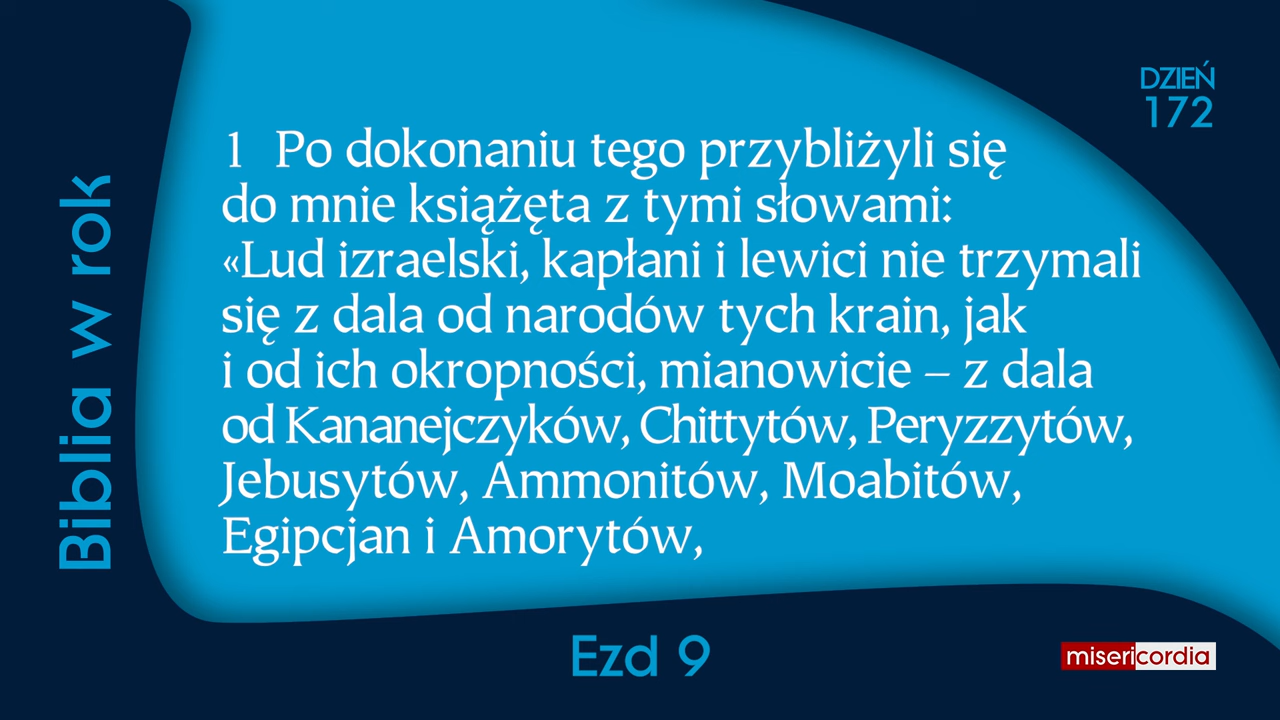 DZIEŃ
172
1 Po dokonaniu tego przybliżyli się
do mnie książęta z tymi słowami:
«Lud izraelski, kapłani i lewici nie trzymali
się z dala od narodów tych krain, jak
i od ich okropności, mianowicie – z dala
od Kananejczyków, Chittytów, Peryzzytów,
Jebusytów, Ammonitów, Moabitów,
Egipcjan i Amorytów,
Biblia w rok
Ezd 9
misericordia